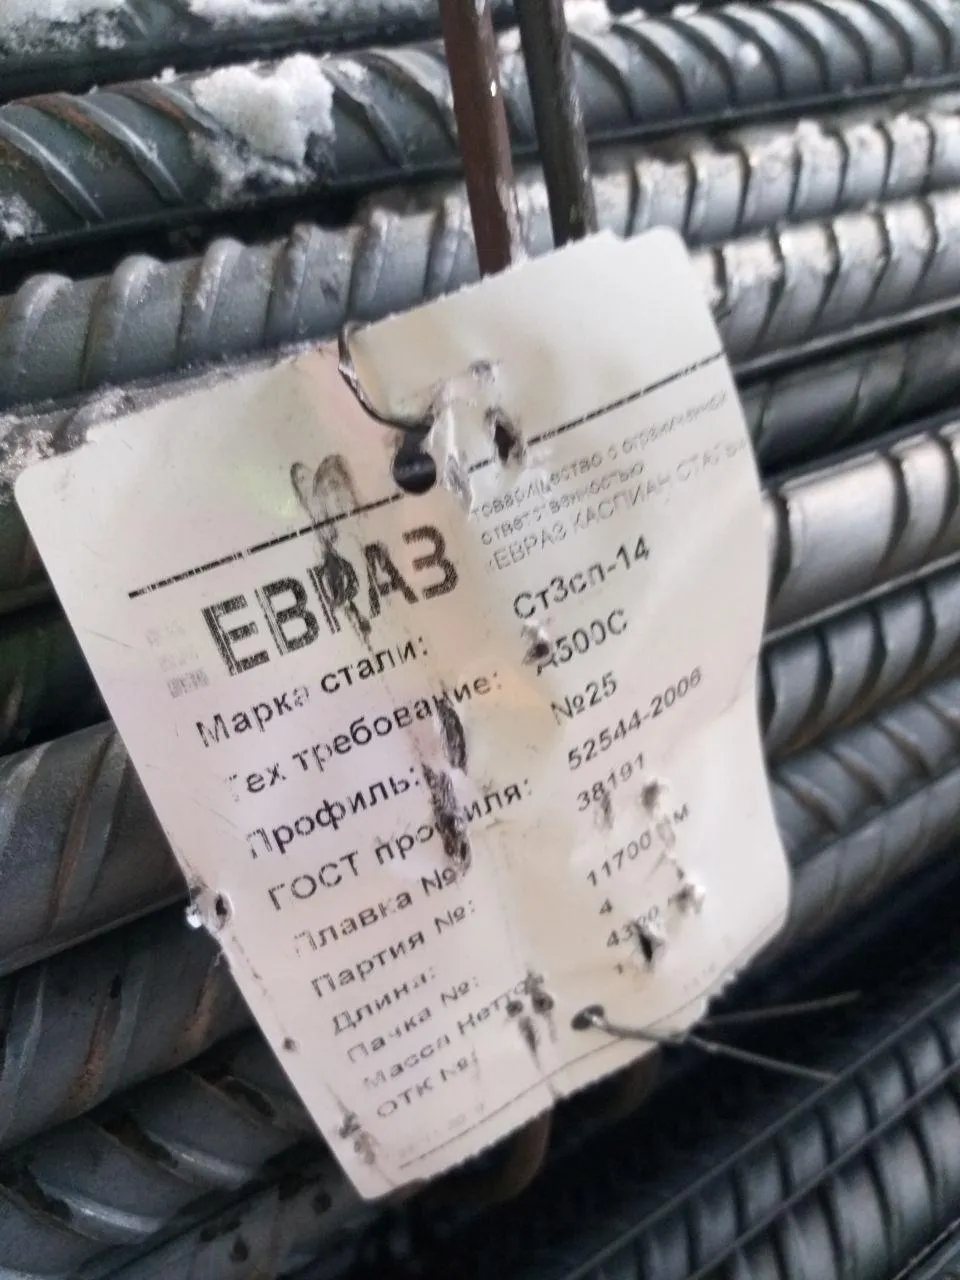 товарищество с ограниченной
ответственностью
«ЕВРАЗ КАСПИАН СТАЛЬ»
ЕВРАЗ
Марка стали: Ст3сп-14
Тех требование: А500С
Профиль: №25
ГОСТ профиля: 52544-2006
Плавка №: 38191
Партия №:
Длина: 11700 мм
Пачка №: 4
Масса Нетто:
ОТК №: